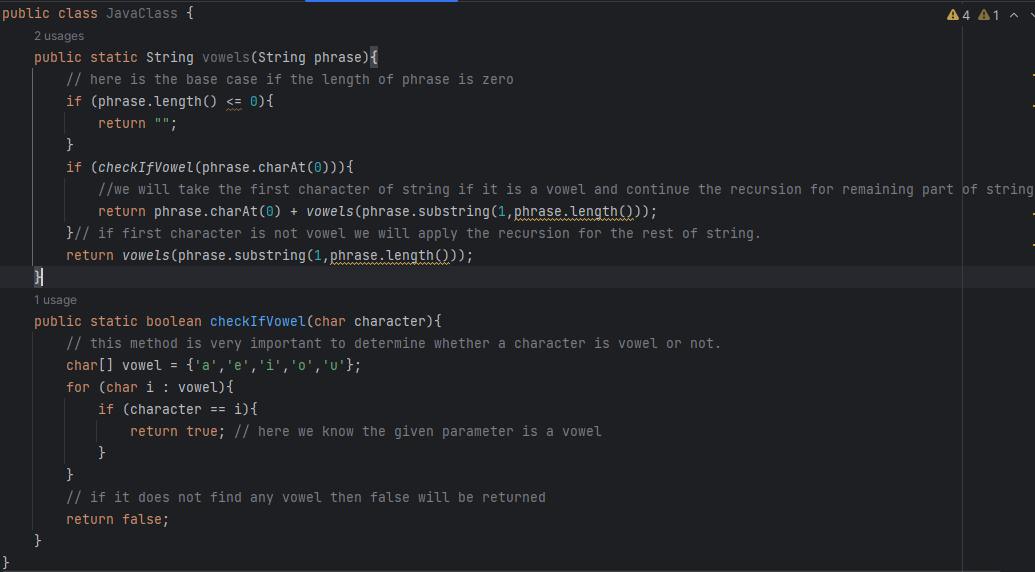 public class JavaClass {
4 1
2 usages
public static String vowels(String phrase){
// here is the base case if the length of phrase is zero
if (phrase.length() <= 0){
return "";
}
if (checkIfVowel(phrase.charAt(0))){
//we will take the first character of string if it is a vowel and continue the recursion for remaining part of string
return phrase.charAt(0) + vowels(phrase.substring(1,phrase.length()));
}// if first character is not vowel we will apply the recursion for the rest of string.
return vowels(phrase.substring(1,phrase.length()));
}
1 usage
public static boolean checkIfVowel(char character){
// this method is very important to determine whether a character is vowel or not.
char[] vowel = {'a','e','i','o','u'};
for (char i : vowel){
if (character == i){
return true; // here we know the given parameter is a vowel
}
}
// if it does not find any vowel then false will be returned
return false;
}
}